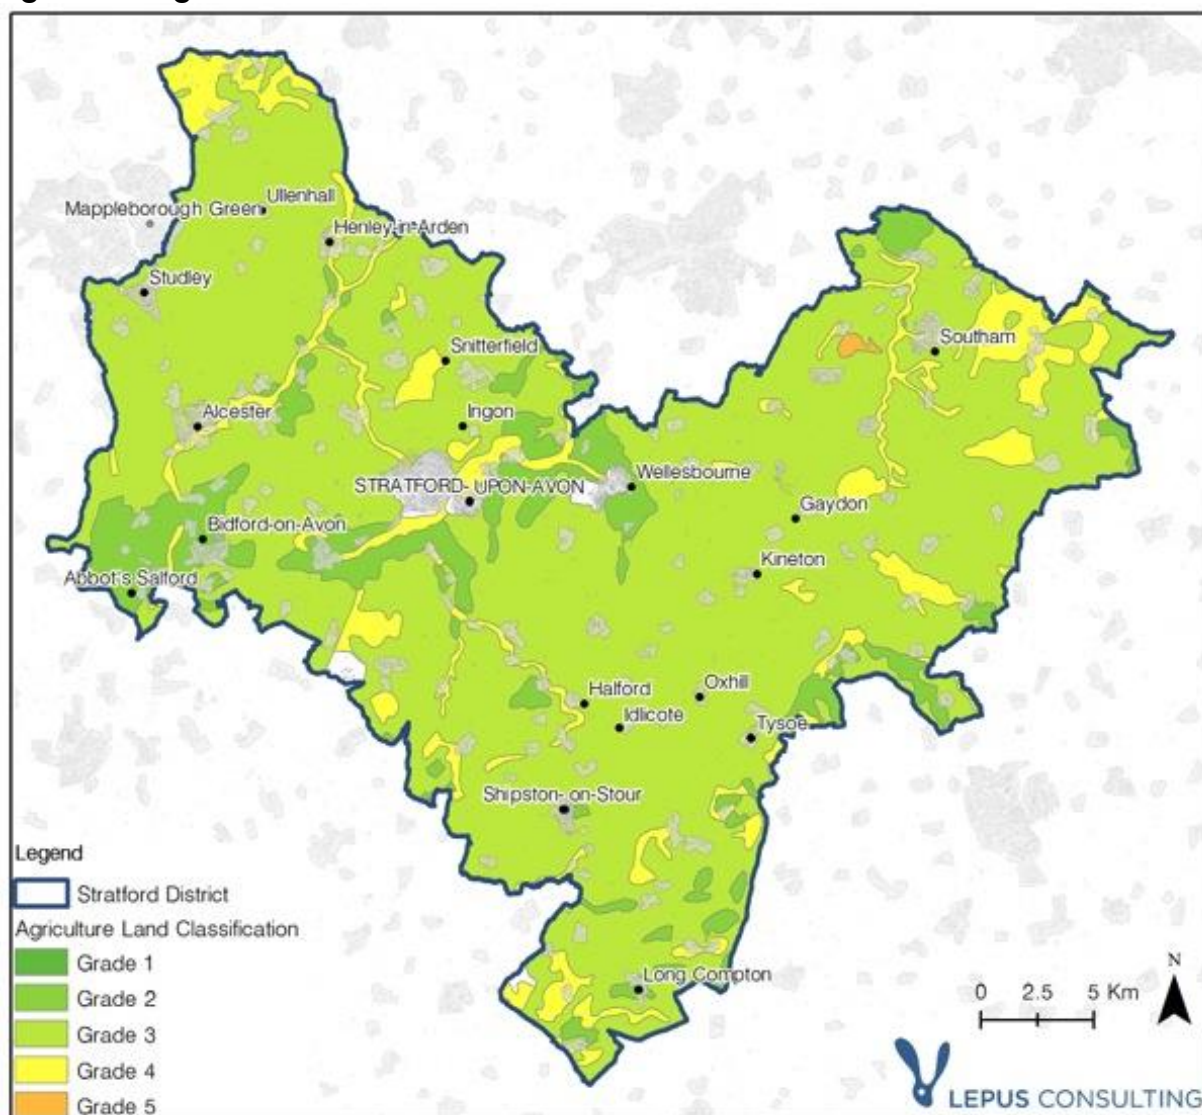 Ullenhall
Mappleborough Green
Henley-in-Arden
Studley
Southam
Snitterfield
Alcester
Ingon
Wellesbourne
STRATFORD-UPON-AVON
Gaydon
Bidford-on-Avon
Kineton
Abbot's Salford
Oxhill
Halford
Idlicote
Tysoe
Shipston-on-Stour
Legend
Stratford District
Agriculture Land Classification
Grade 1
Grade 2
Grade 3
Grade 4
Grade 5
Long Compton
N
0 2.5 5 Km
LEPUS CONSULTING